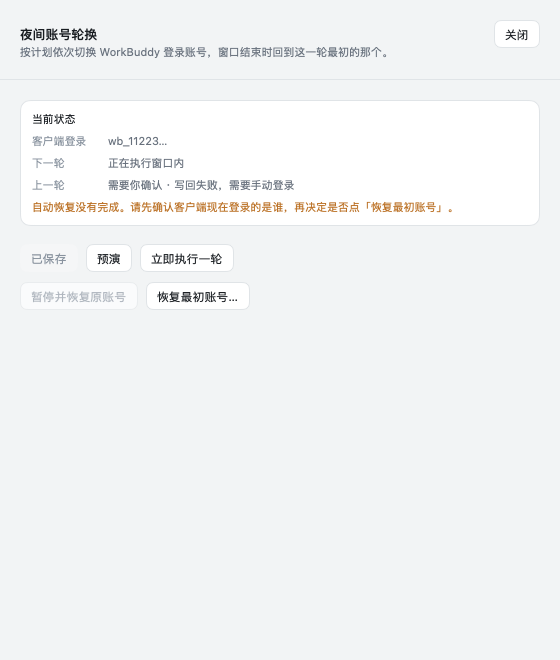 夜间账号轮换
按计划依次切换 WorkBuddy 登录账号，窗口结束时回到这一轮最初的那个。
关闭
当前状态
客户端登录 wb_11223...
下一轮 正在执行窗口内
上一轮 需要你确认 · 写回失败，需要手动登录
自动恢复没有完成。请先确认客户端现在登录的是谁，再决定是否点「恢复最初账号」。
已保存 预演 立即执行一轮
暂停并恢复原账号 恢复最初账号...